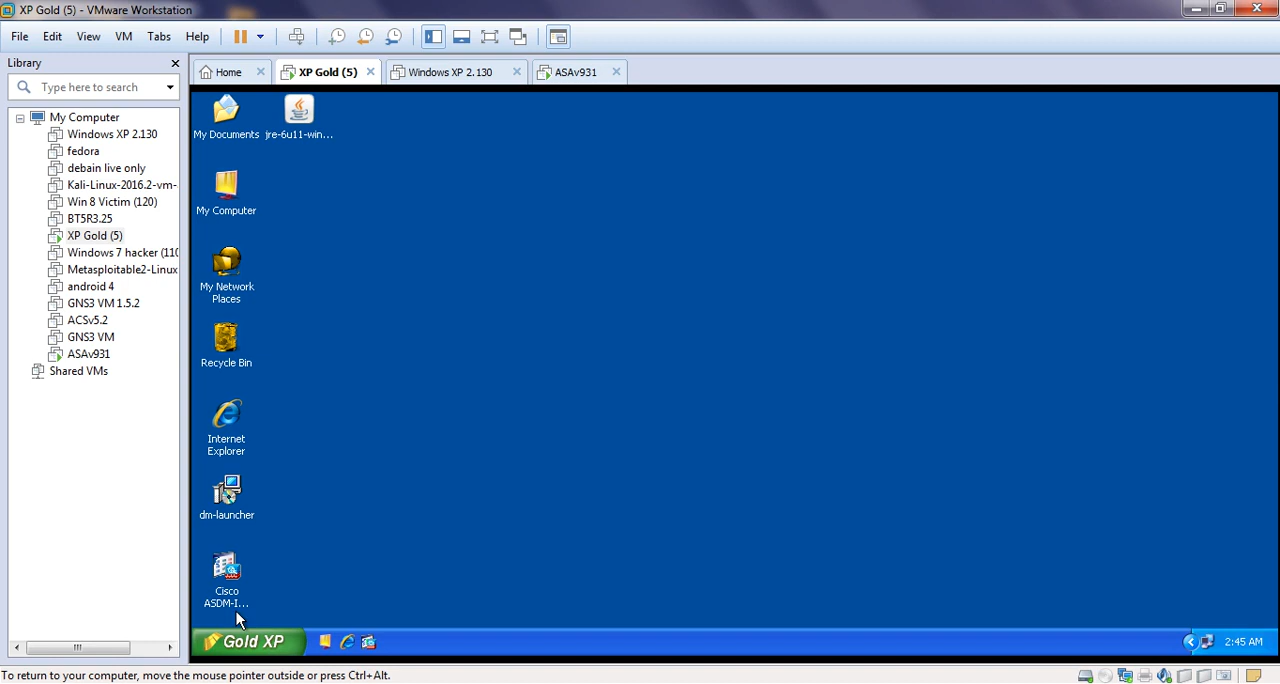 XP Gold (5) - VMware Workstation
File Edit View VM Tabs Help
Library
Type here to search
My Computer
Windows XP 2.130
fedora
debain live only
Kali-Linux-2016.2-vm-
Win 8 Victim (120)
BT5R3.25
XP Gold (5)
Windows 7 hacker (110
Metasploitable2-Linux
android 4
GNS3 VM 1.5.2
ACSv5.2
GNS3 VM
ASAv931
Shared VMs
Home XP Gold (5) Windows XP 2.130 ASAv931
My Documents jre-6u11-win...
My Computer
My Network
Places
Recycle Bin
Internet
Explorer
dm-launcher
Cisco
ASDM-I...
Gold XP 2:45 AM
To return to your computer, move the mouse pointer outside or press Ctrl+Alt.